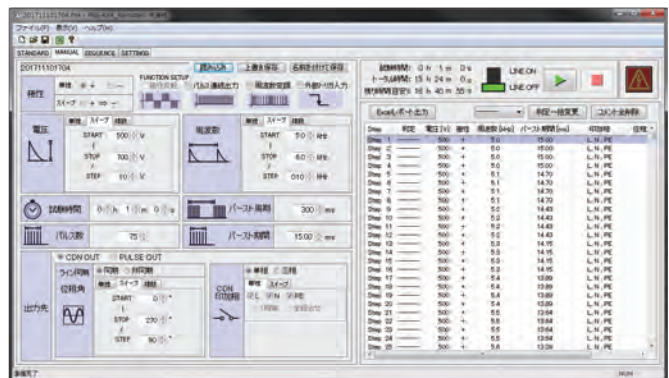 ファイル(F) 表示(V) ヘルプ(H)
STANDARD MANUAL SEQUENCE SETTINGS
201711101704
読み込み 上書き保存 名前を付けて保存
極性
単相
スイープ
FUNCTION SETUP
パルス連続出力 周波数変調 外部トリガ入力
電圧
単相 スイープ
START 500 V
STOP 700 V
STEP 10 V
周波数
単相 スイープ
START 5.0 kHz
STOP 6.0 kHz
STEP 0.10 kHz
試験時間 0 h 1 m 0 s
バースト周期 300 ms
パルス数 75
バースト期間 15.00 ms
出力先
CDN OUT PULSE OUT
ライン同期 同期 非同期
位相角
スイープ
START 0 °
STOP 270 °
STEP 90 °
CDN
印加相
スイープ
L N PE
試験時間: 0 h 1 m 0 s
トータル時間: 15 h 24 m 0 s
LINE ON
LINE OFF
Excelレポート出力 判定一括変更 コメント全削除
Step 判定 電圧 [V] 極性 周波数 [kHz] バースト期間 [ms] 印加相
Step 1 500 + 5.0 15.00 L, N, PE
Step 2 500 + 5.0 15.00 L, N, PE
Step 3 500 + 5.0 15.00 L, N, PE
Step 4 500 + 5.0 15.00 L, N, PE
Step 5 500 + 5.1 14.70 L, N, PE
Step 6 500 + 5.1 14.70 L, N, PE
Step 7 500 + 5.1 14.70 L, N, PE
Step 8 500 + 5.1 14.70 L, N, PE
Step 9 500 + 5.2 14.43 L, N, PE
Step 10 500 + 5.2 14.43 L, N, PE
Step 11 500 + 5.2 14.43 L, N, PE
Step 12 500 + 5.2 14.43 L, N, PE
Step 13 500 + 5.3 14.15 L, N, PE
Step 14 500 + 5.3 14.15 L, N, PE
Step 15 500 + 5.3 14.15 L, N, PE
Step 16 500 + 5.3 14.15 L, N, PE
Step 17 500 + 5.4 13.89 L, N, PE
Step 18 500 + 5.4 13.89 L, N, PE
Step 19 500 + 5.4 13.89 L, N, PE
Step 20 500 + 5.4 13.89 L, N, PE
Step 21 500 + 5.5 13.64 L, N, PE
Step 22 500 + 5.5 13.64 L, N, PE
Step 23 500 + 5.5 13.64 L, N, PE
Step 24 500 + 5.5 13.64 L, N, PE
Step 25 500 + 5.6 13.39 L, N, PE
準備完了
NUM